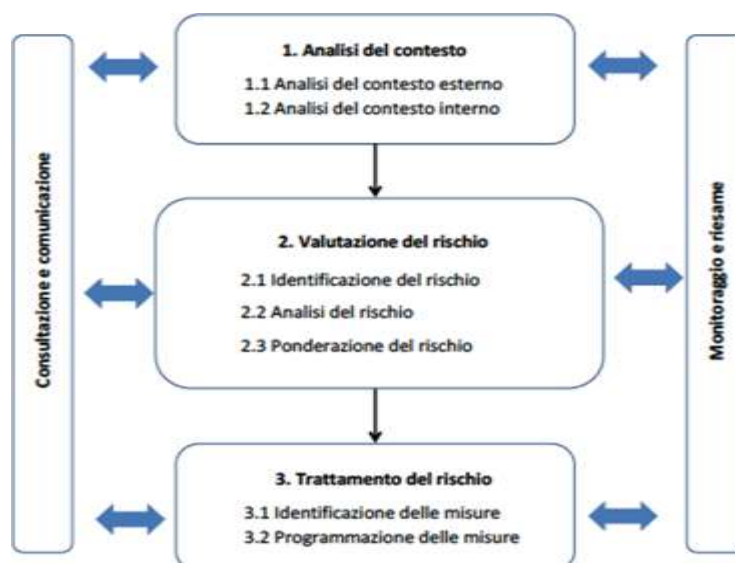 1. Analisi del contesto
1.1 Analisi del contesto esterno
1.2 Analisi del contesto interno
2. Valutazione del rischio
2.1 Identificazione del rischio
2.2 Analisi del rischio
2.3 Ponderazione del rischio
3. Trattamento del rischio
3.1 Identificazione delle misure
3.2 Programmazione delle misure
Consultazione e comunicazione
Monitoraggio e riesame